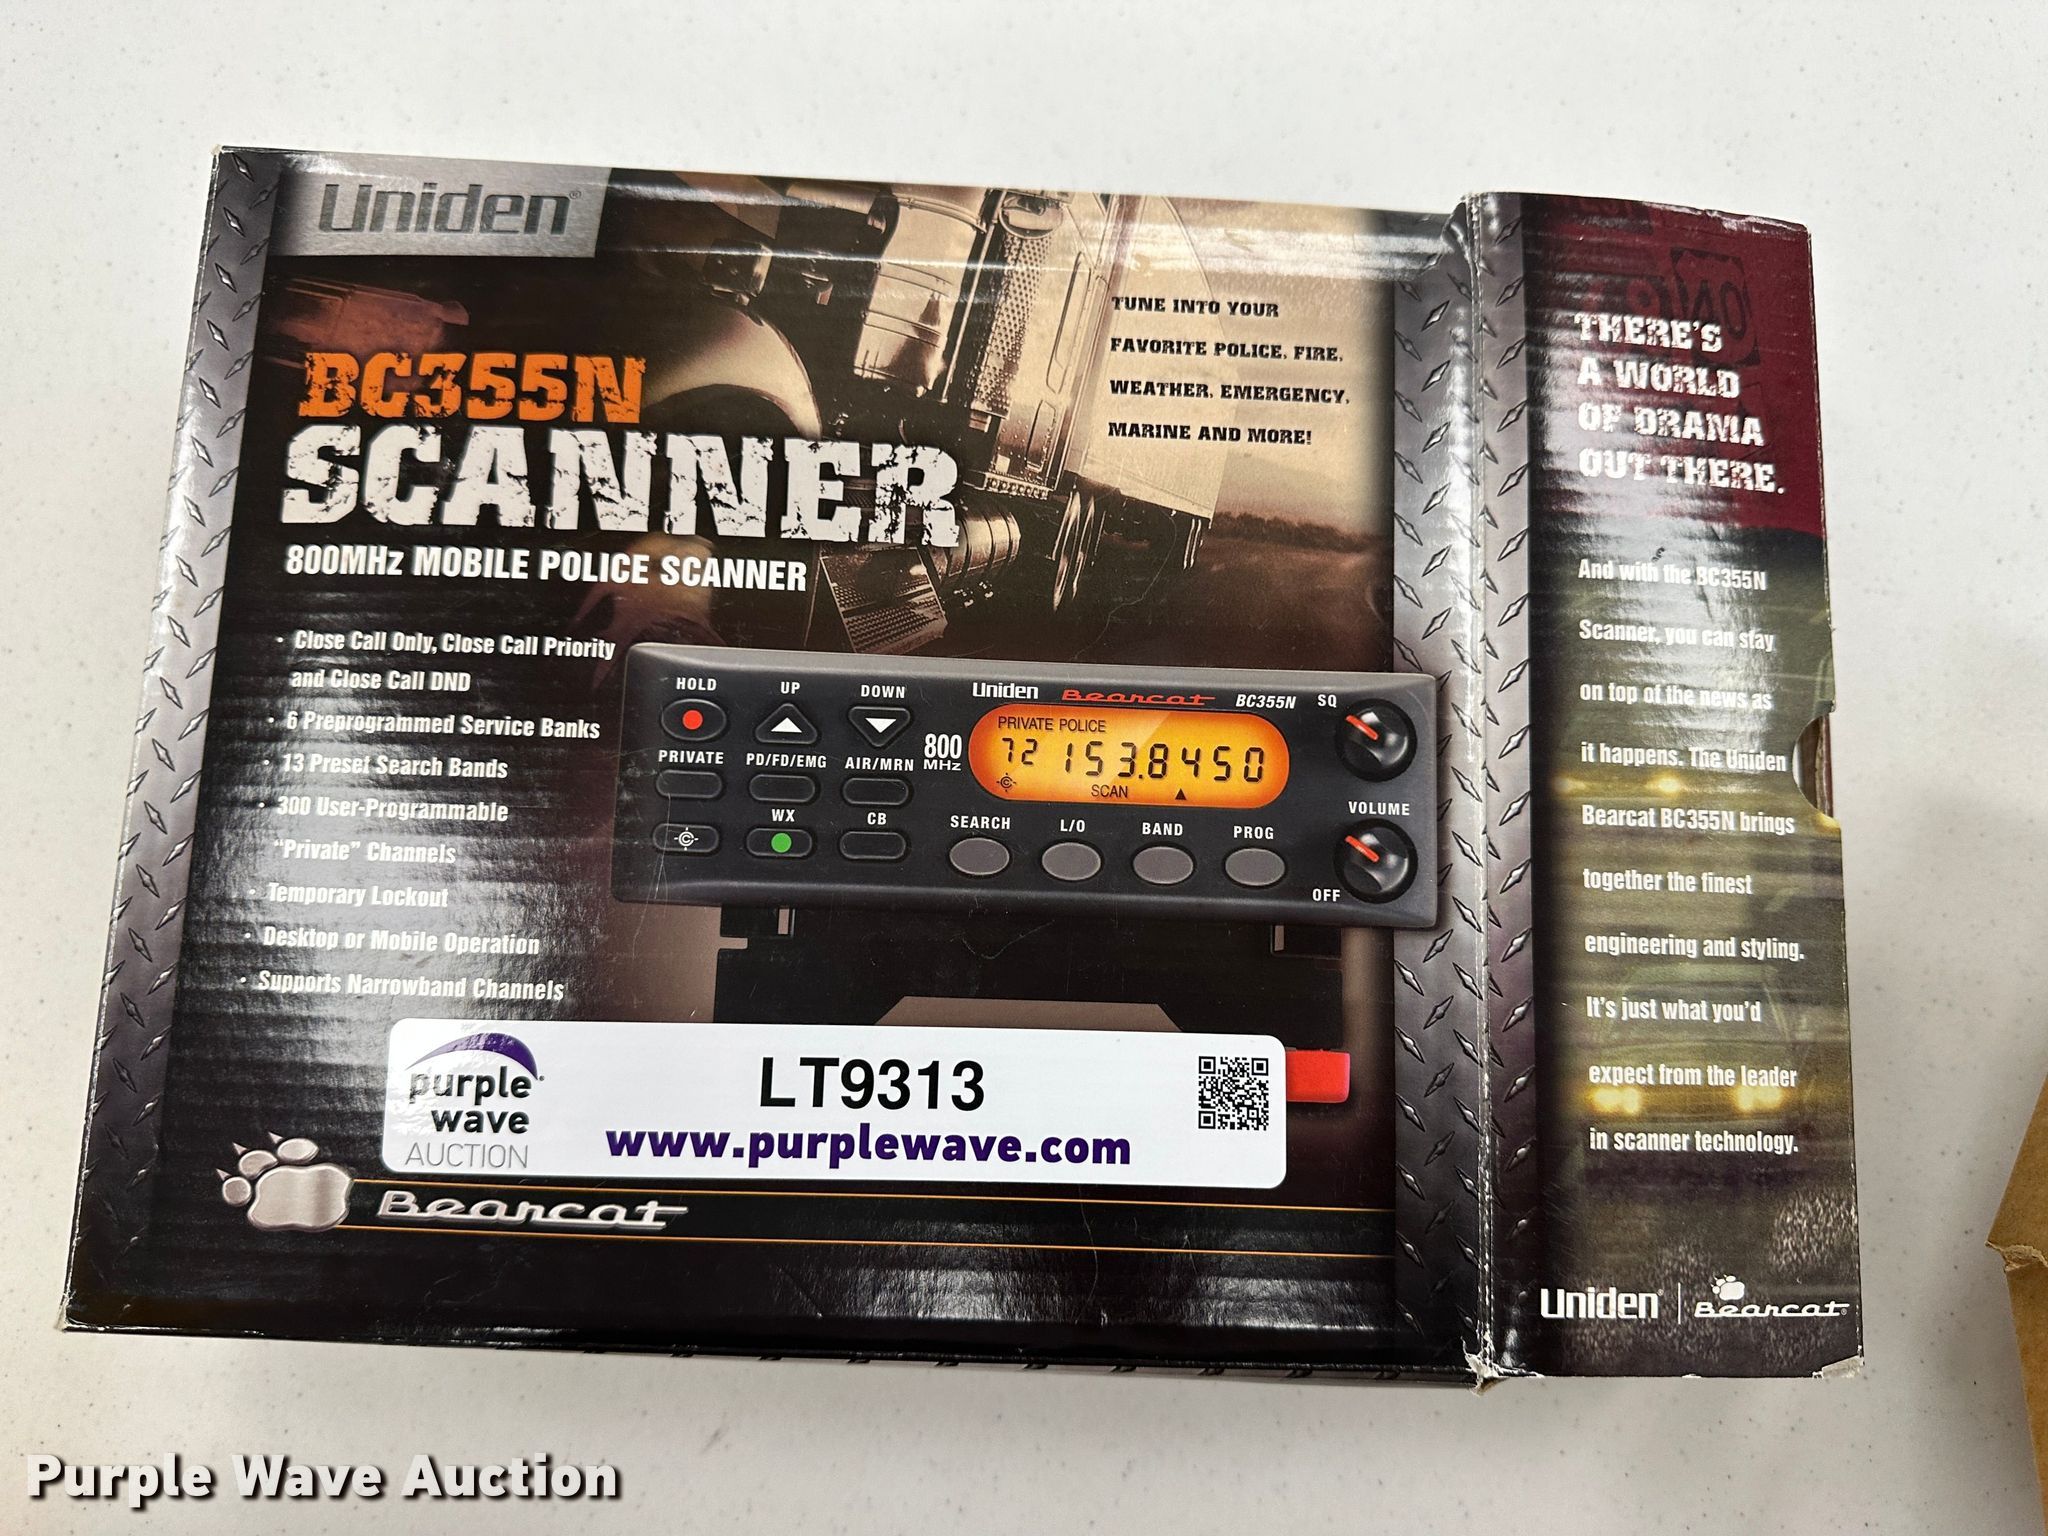 Uniden®
BC355N
SCANNER
800MHz MOBILE POLICE SCANNER
TUNE INTO YOUR
FAVORITE POLICE, FIRE,
WEATHER, EMERGENCY,
MARINE AND MORE!
• Close Call Only, Close Call Priority
and Close Call DND
• 6 Preprogrammed Service Banks
• 13 Preset Search Bands
• 300 User-Programmable
"Private" Channels
• Temporary Lockout
• Desktop or Mobile Operation
• Supports Narrowband Channels
HOLD UP DOWN Uniden Bearcat BC355N SQ
PRIVATE POLICE
72 153.8450
SCAN
800
MHz
PRIVATE PD/FD/EMG AIR/MRN
WX CB
SEARCH L/O BAND PROG
VOLUME
OFF
purple
wave
AUCTION
LT9313
www.purplewave.com
Bearcat
THERE'S
A WORLD
OF DRAMA
OUT THERE.
And with the BC355N
Scanner, you can stay
on top of the news as
it happens. The Uniden
Bearcat BC355N brings
together the finest
engineering and styling.
It's just what you'd
expect from the leader
in scanner technology.
Uniden | Bearcat
Purple Wave Auction